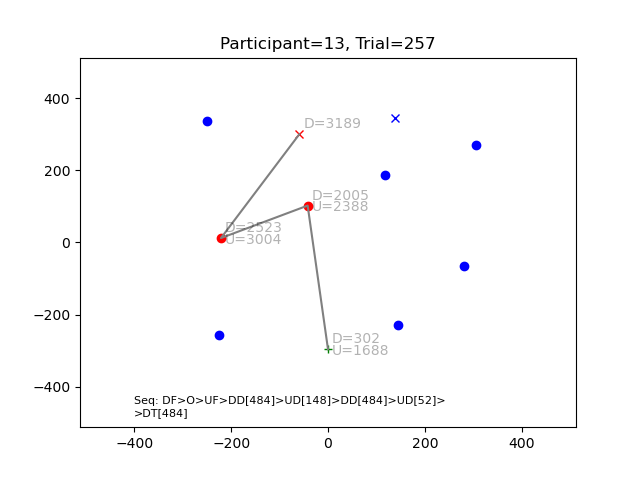 Participant=13, Trial=257
400
200
0
−200
−400
D=3189
D=2005
U=2388
D=2523
U=3004
D=302
U=1688
Seq: DF>O>UF>DD[484]>UD[148]>DD[484]>UD[52]>
>DT[484]
−400
−200
0
200
400